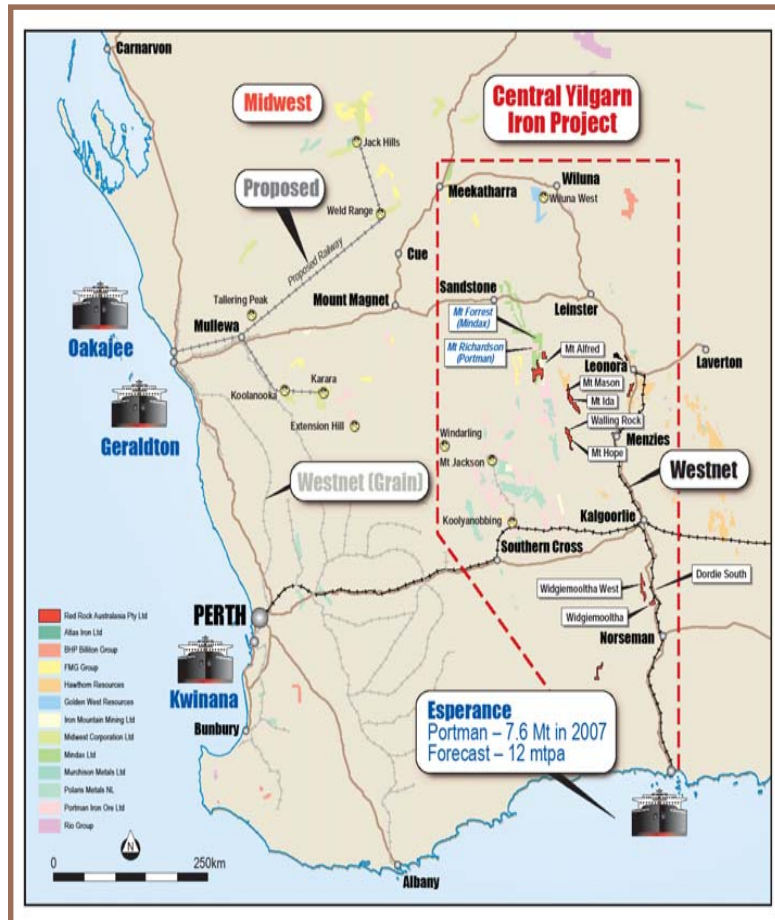 Carnarvon
Midwest
Central Yilgarn
Iron Project
Jack Hills
Proposed
Weld Range
Meekatharra
Wiluna
Wiluna West
Proposed Railway
Cue
Sandstone
Tallering Peak
Mount Magnet
Leinster
Mt Forrest
(Mindax)
Oakajee
Mullewa
Mt Richardson
(Portman)
Mt Alfred
Leonora
Laverton
Mt Mason
Koolanooka
Karara
Mt Ida
Geraldton
Extension Hill
Walling Rock
Windarling
Menzies
Mt Hope
Mt Jackson
Westnet
Westnet (Grain)
Koolyanobbing
Kalgoorlie
Southern Cross
Dordie South
Widgiemooltha West
PERTH
Widgiemooltha
Norseman
Red Rock Australasia Pty Ltd
Atlas Iron Ltd
BHP Billiton Group
FMG Group
Hawthorn Resources
Golden West Resources
Iron Mountain Mining Ltd
Midwest Corporation Ltd
Mindax Ltd
Murchison Metals Ltd
Polaris Metals NL
Portman Iron Ore Ltd
Rio Group
Kwinana
Bunbury
Esperance
Portman – 7.6 Mt in 2007
Forecast – 12 mtpa
N
0 250km
Albany